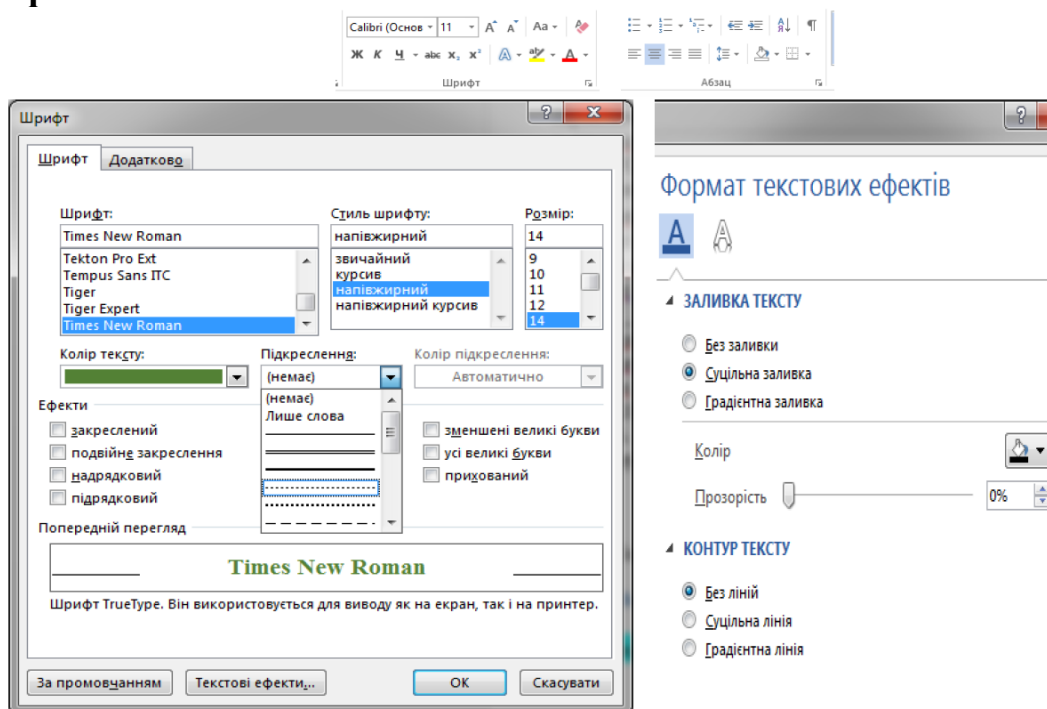 Calibri (Основ 11 А А Аа
Ж К Ч abc x₂ x² А aby А
Шрифт Абзац
Шрифт
Шрифт Додатково
Шрифт: Стиль шрифту: Розмір:
Times New Roman напівжирний 14
Tekton Pro Ext звичайний 9
Tempus Sans ITC курсив 10
Tiger напівжирний 11
Tiger Expert напівжирний курсив 12
Times New Roman 14
Колір тексту: Підкреслення: Колір підкреслення:
(немає) Автоматично
(немає)
Лише слова
Ефекти
закреслений
подвійне закреслення
надрядковий
підрядковий
зменшені великі букви
усі великі букви
прихований
Попередній перегляд
Times New Roman
Шрифт TrueType. Він використовується для виводу як на екран, так і на принтер.
За промовчанням Текстові ефекти... ОК Скасувати
Формат текстових ефектів
А А
ЗАЛИВКА ТЕКСТУ
Без заливки
Суцільна заливка
Градієнтна заливка
Колір
Прозорість 0%
КОНТУР ТЕКСТУ
Без ліній
Суцільна лінія
Градієнтна лінія